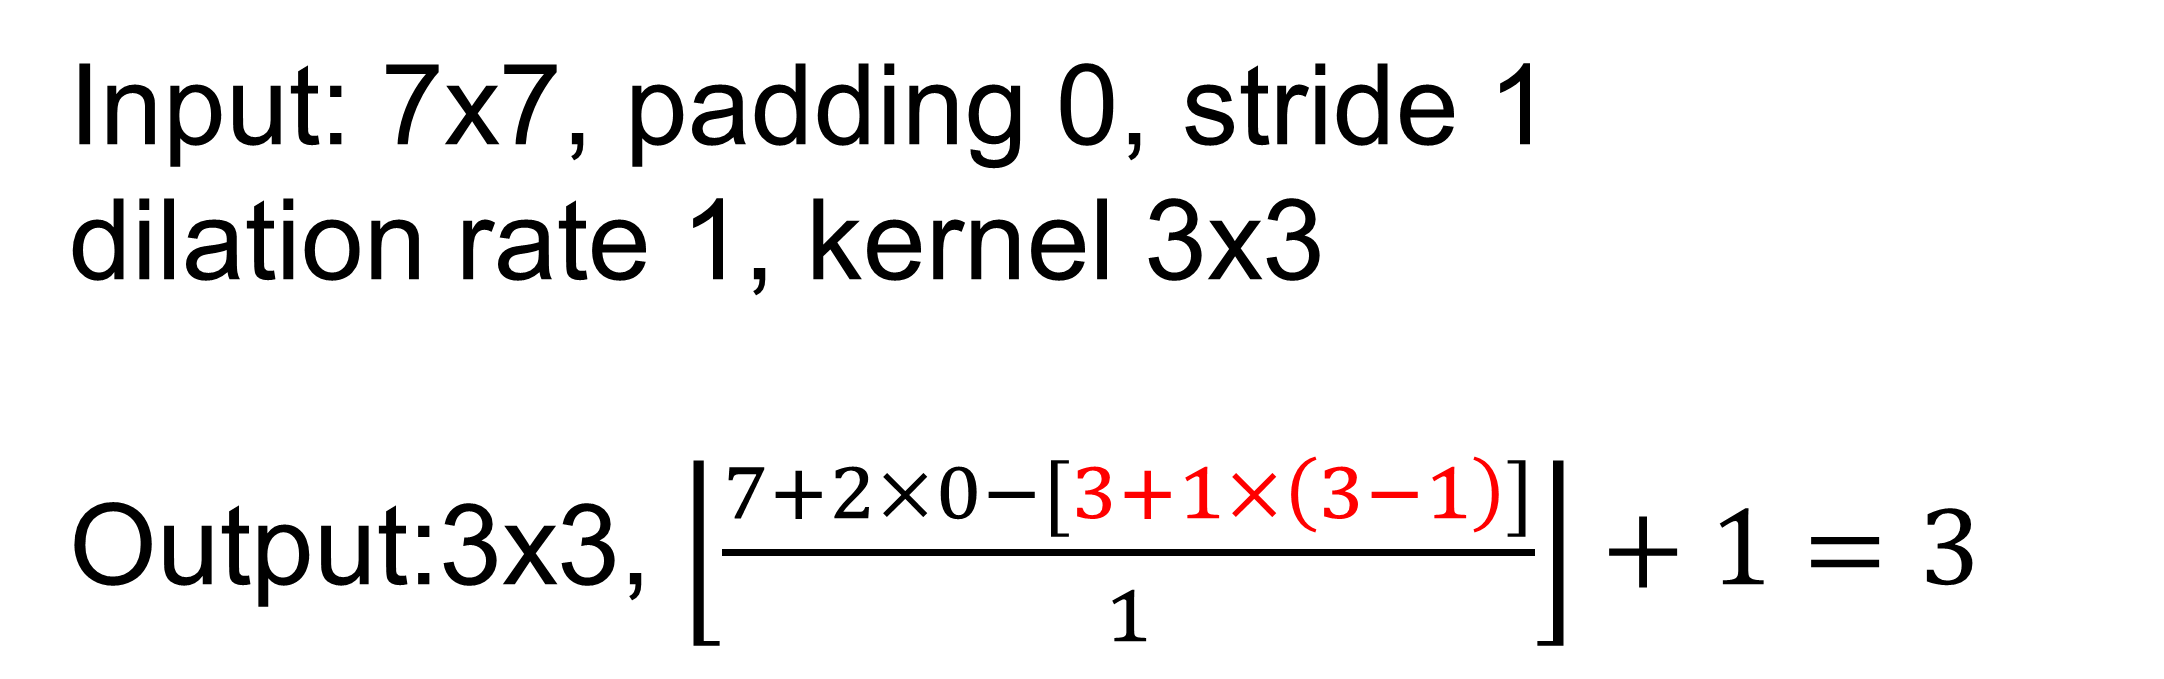 Input: 7x7, padding 0, stride 1
dilation rate 1, kernel 3x3
Output:3x3, ⌊(7+2×0−[3+1×(3−1)])/1⌋ + 1 = 3